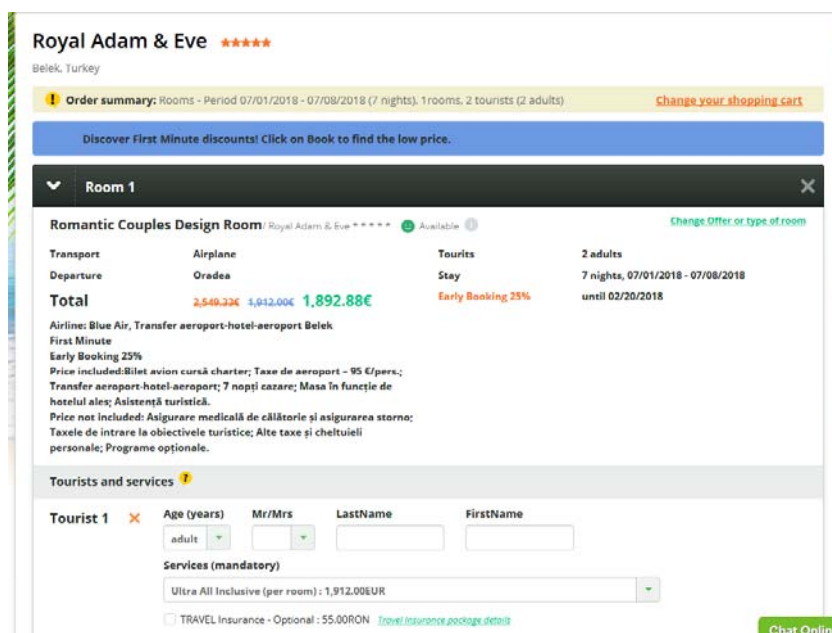 Royal Adam & Eve ★★★★★
Belek, Turkey
! Order summary: Rooms - Period 07/01/2018 - 07/08/2018 (7 nights), 1rooms, 2 tourists (2 adults) Change your shopping cart
Discover First Minute discounts! Click on Book to find the low price.
Room 1
Romantic Couples Design Room/ Royal Adam & Eve * * * * * Available Change Offer or type of room
Transport Airplane Tourits 2 adults
Departure Oradea Stay 7 nights, 07/01/2018 - 07/08/2018
Total 2,549.33€ 1,912.00€ 1,892.88€ Early Booking 25% until 02/20/2018
Airline: Blue Air, Transfer aeroport-hotel-aeroport Belek
First Minute
Early Booking 25%
Price included:Bilet avion cursă charter; Taxe de aeroport – 95 €/pers.;
Transfer aeroport-hotel-aeroport; 7 nopți cazare; Masa în funcție de
hotelul ales; Asistență turistică.
Price not included: Asigurare medicală de călătorie și asigurarea storno;
Taxele de intrare la obiectivele turistice; Alte taxe și cheltuieli
personale; Programe opționale.
Tourists and services ?
Tourist 1 Age (years) Mr/Mrs LastName FirstName
adult
Services (mandatory)
Ultra All Inclusive (per room) : 1,912.00EUR
TRAVEL Insurance - Optional : 55.00RON Travel Insurance package details
Chat Onlin